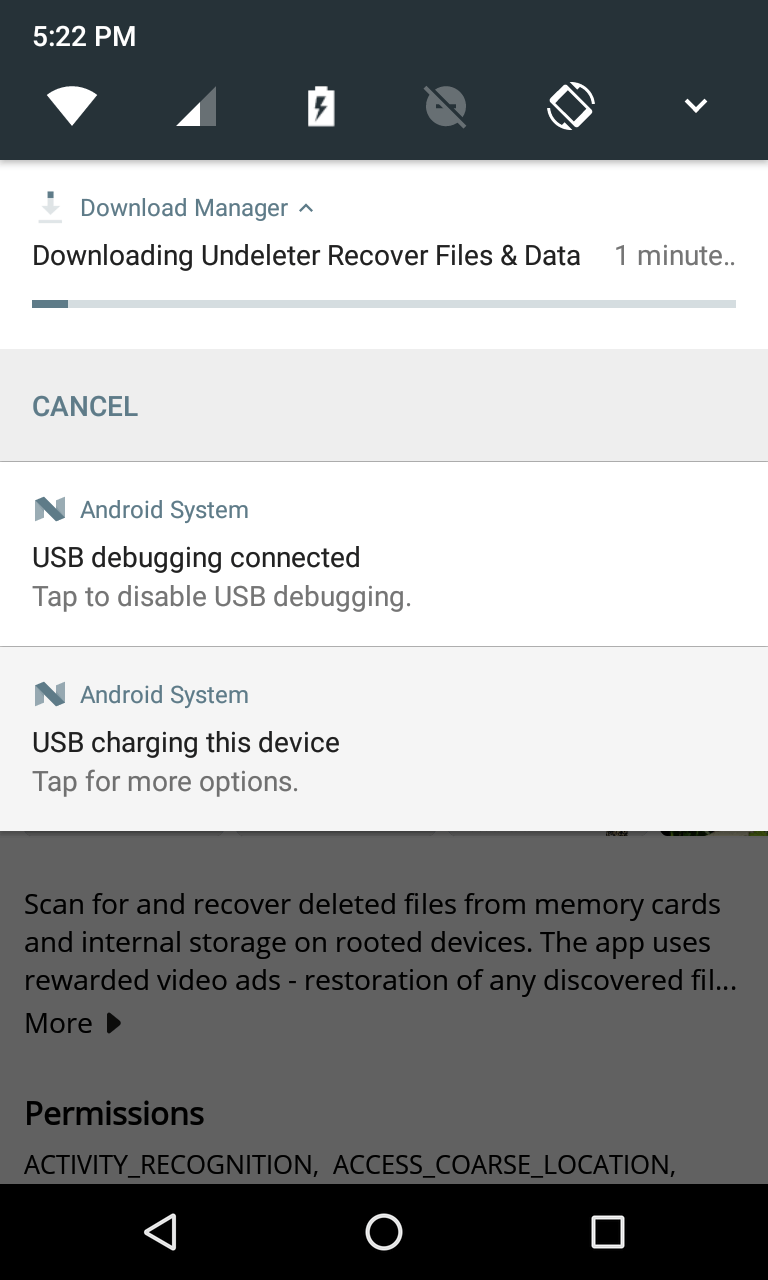 5:22 PM
Download Manager
Downloading Undeleter Recover Files & Data 1 minute..
CANCEL
Android System
USB debugging connected
Tap to disable USB debugging.
Android System
USB charging this device
Tap for more options.
Scan for and recover deleted files from memory cards
and internal storage on rooted devices. The app uses
rewarded video ads - restoration of any discovered fil...
More
Permissions
ACTIVITY_RECOGNITION, ACCESS_COARSE_LOCATION,